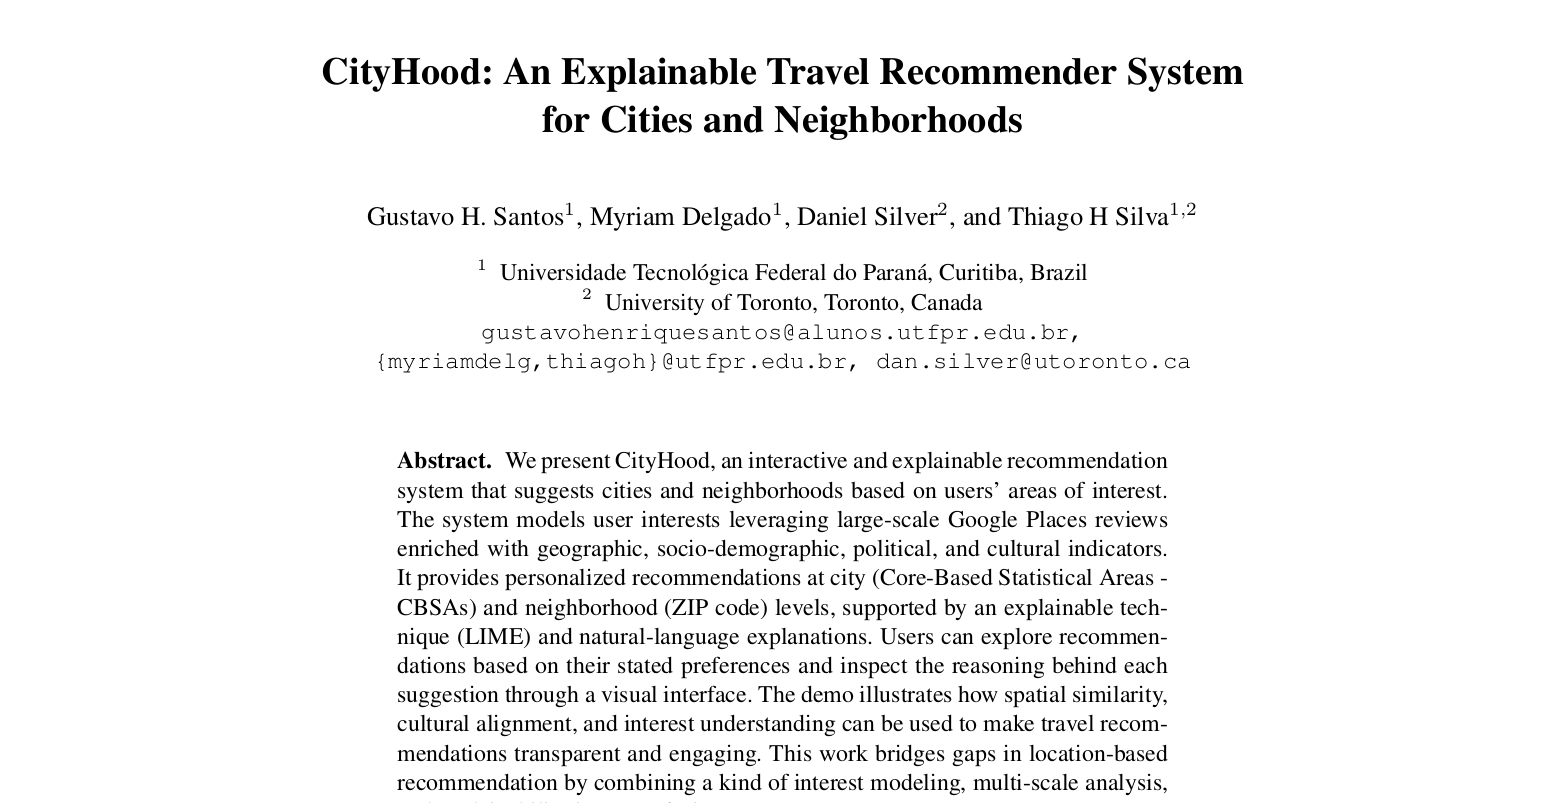 CityHood: An Explainable Travel Recommender System
for Cities and Neighborhoods
Gustavo H. Santos1, Myriam Delgado1, Daniel Silver2, and Thiago H Silva1,2
1 Universidade Tecnológica Federal do Paraná, Curitiba, Brazil
2 University of Toronto, Toronto, Canada
gustavohenriquesantos@alunos.utfpr.edu.br,
{myriamdelg,thiagoh}@utfpr.edu.br, dan.silver@utoronto.ca
Abstract. We present CityHood, an interactive and explainable recommendation
system that suggests cities and neighborhoods based on users’ areas of interest.
The system models user interests leveraging large-scale Google Places reviews
enriched with geographic, socio-demographic, political, and cultural indicators.
It provides personalized recommendations at city (Core-Based Statistical Areas -
CBSAs) and neighborhood (ZIP code) levels, supported by an explainable tech-
nique (LIME) and natural-language explanations. Users can explore recommen-
dations based on their stated preferences and inspect the reasoning behind each
suggestion through a visual interface. The demo illustrates how spatial similarity,
cultural alignment, and interest understanding can be used to make travel recom-
mendations transparent and engaging. This work bridges gaps in location-based
recommendation by combining a kind of interest modeling, multi-scale analysis,